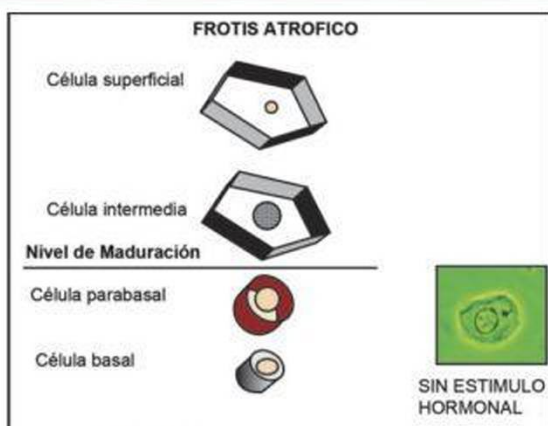 FROTIS ATROFICO
Célula superficial
Célula intermedia
Nivel de Maduración
Célula parabasal
Célula basal
SIN ESTIMULO
HORMONAL